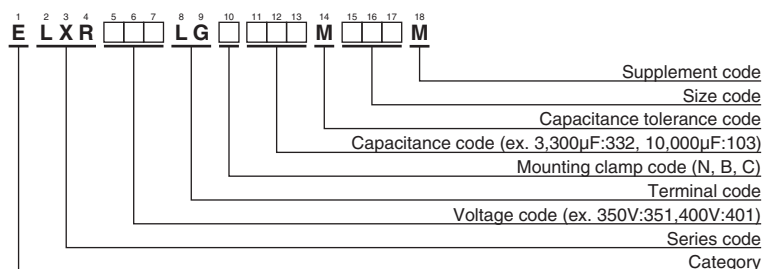 1 2 3 4 5 6 7 8 9 10 11 12 13 14 15 16 17 18
E L X R □□□ L G □ □□□ M □□□ M
Supplement code
Size code
Capacitance tolerance code
Capacitance code (ex. 3,300μF:332, 10,000μF:103)
Mounting clamp code (N, B, C)
Terminal code
Voltage code (ex. 350V:351,400V:401)
Series code
Category